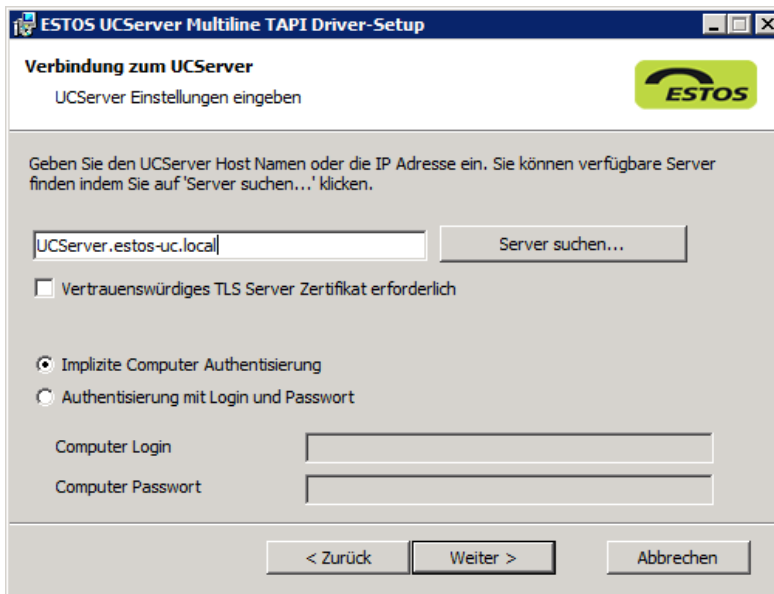 ESTOS UCServer Multiline TAPI Driver-Setup
Verbindung zum UCServer
UCServer Einstellungen eingeben
ESTOS
Geben Sie den UCServer Host Namen oder die IP Adresse ein. Sie können verfügbare Server
finden indem Sie auf 'Server suchen...' klicken.
UCServer.estos-uc.local
Server suchen...
Vertrauenswürdiges TLS Server Zertifikat erforderlich
Implizite Computer Authentisierung
Authentisierung mit Login und Passwort
Computer Login
Computer Passwort
< Zurück
Weiter >
Abbrechen